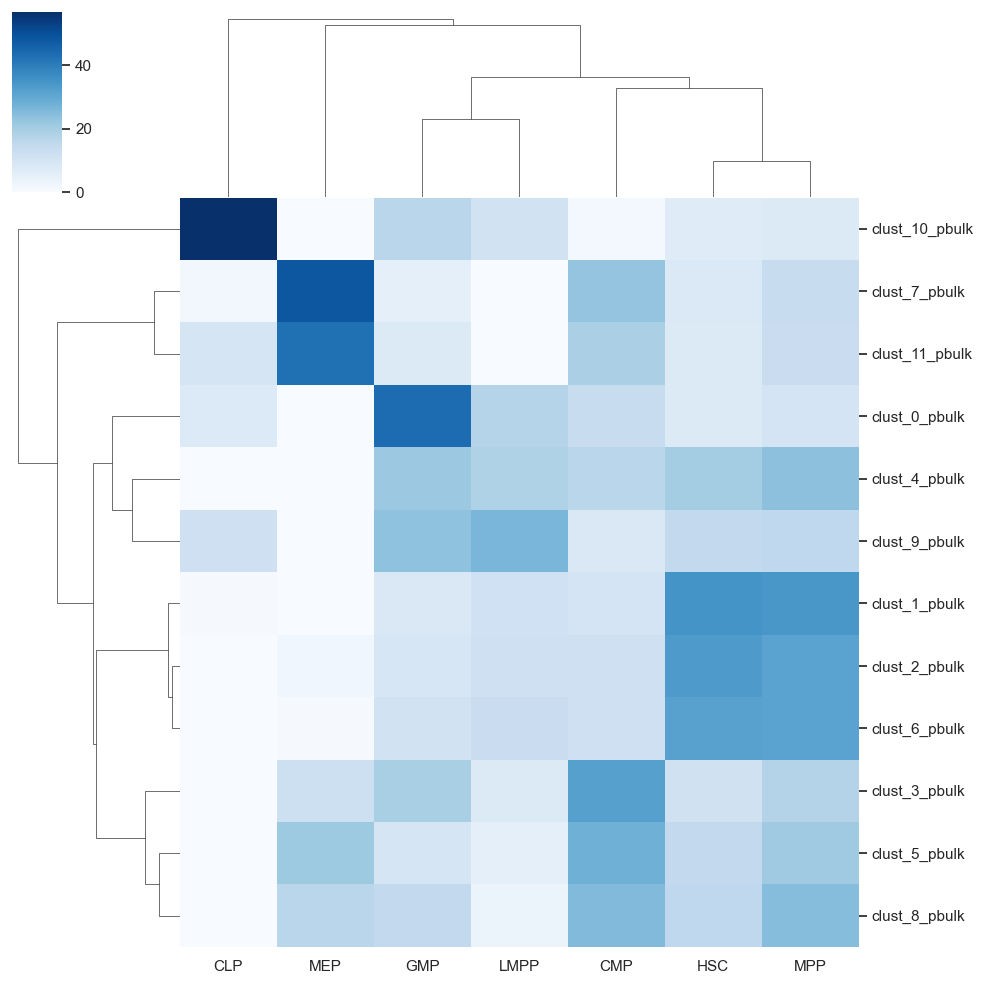 40
20
0
clust_10_pbulk
clust_7_pbulk
clust_11_pbulk
clust_0_pbulk
clust_4_pbulk
clust_9_pbulk
clust_1_pbulk
clust_2_pbulk
clust_6_pbulk
clust_3_pbulk
clust_5_pbulk
clust_8_pbulk
CLP MEP GMP LMPP CMP HSC MPP